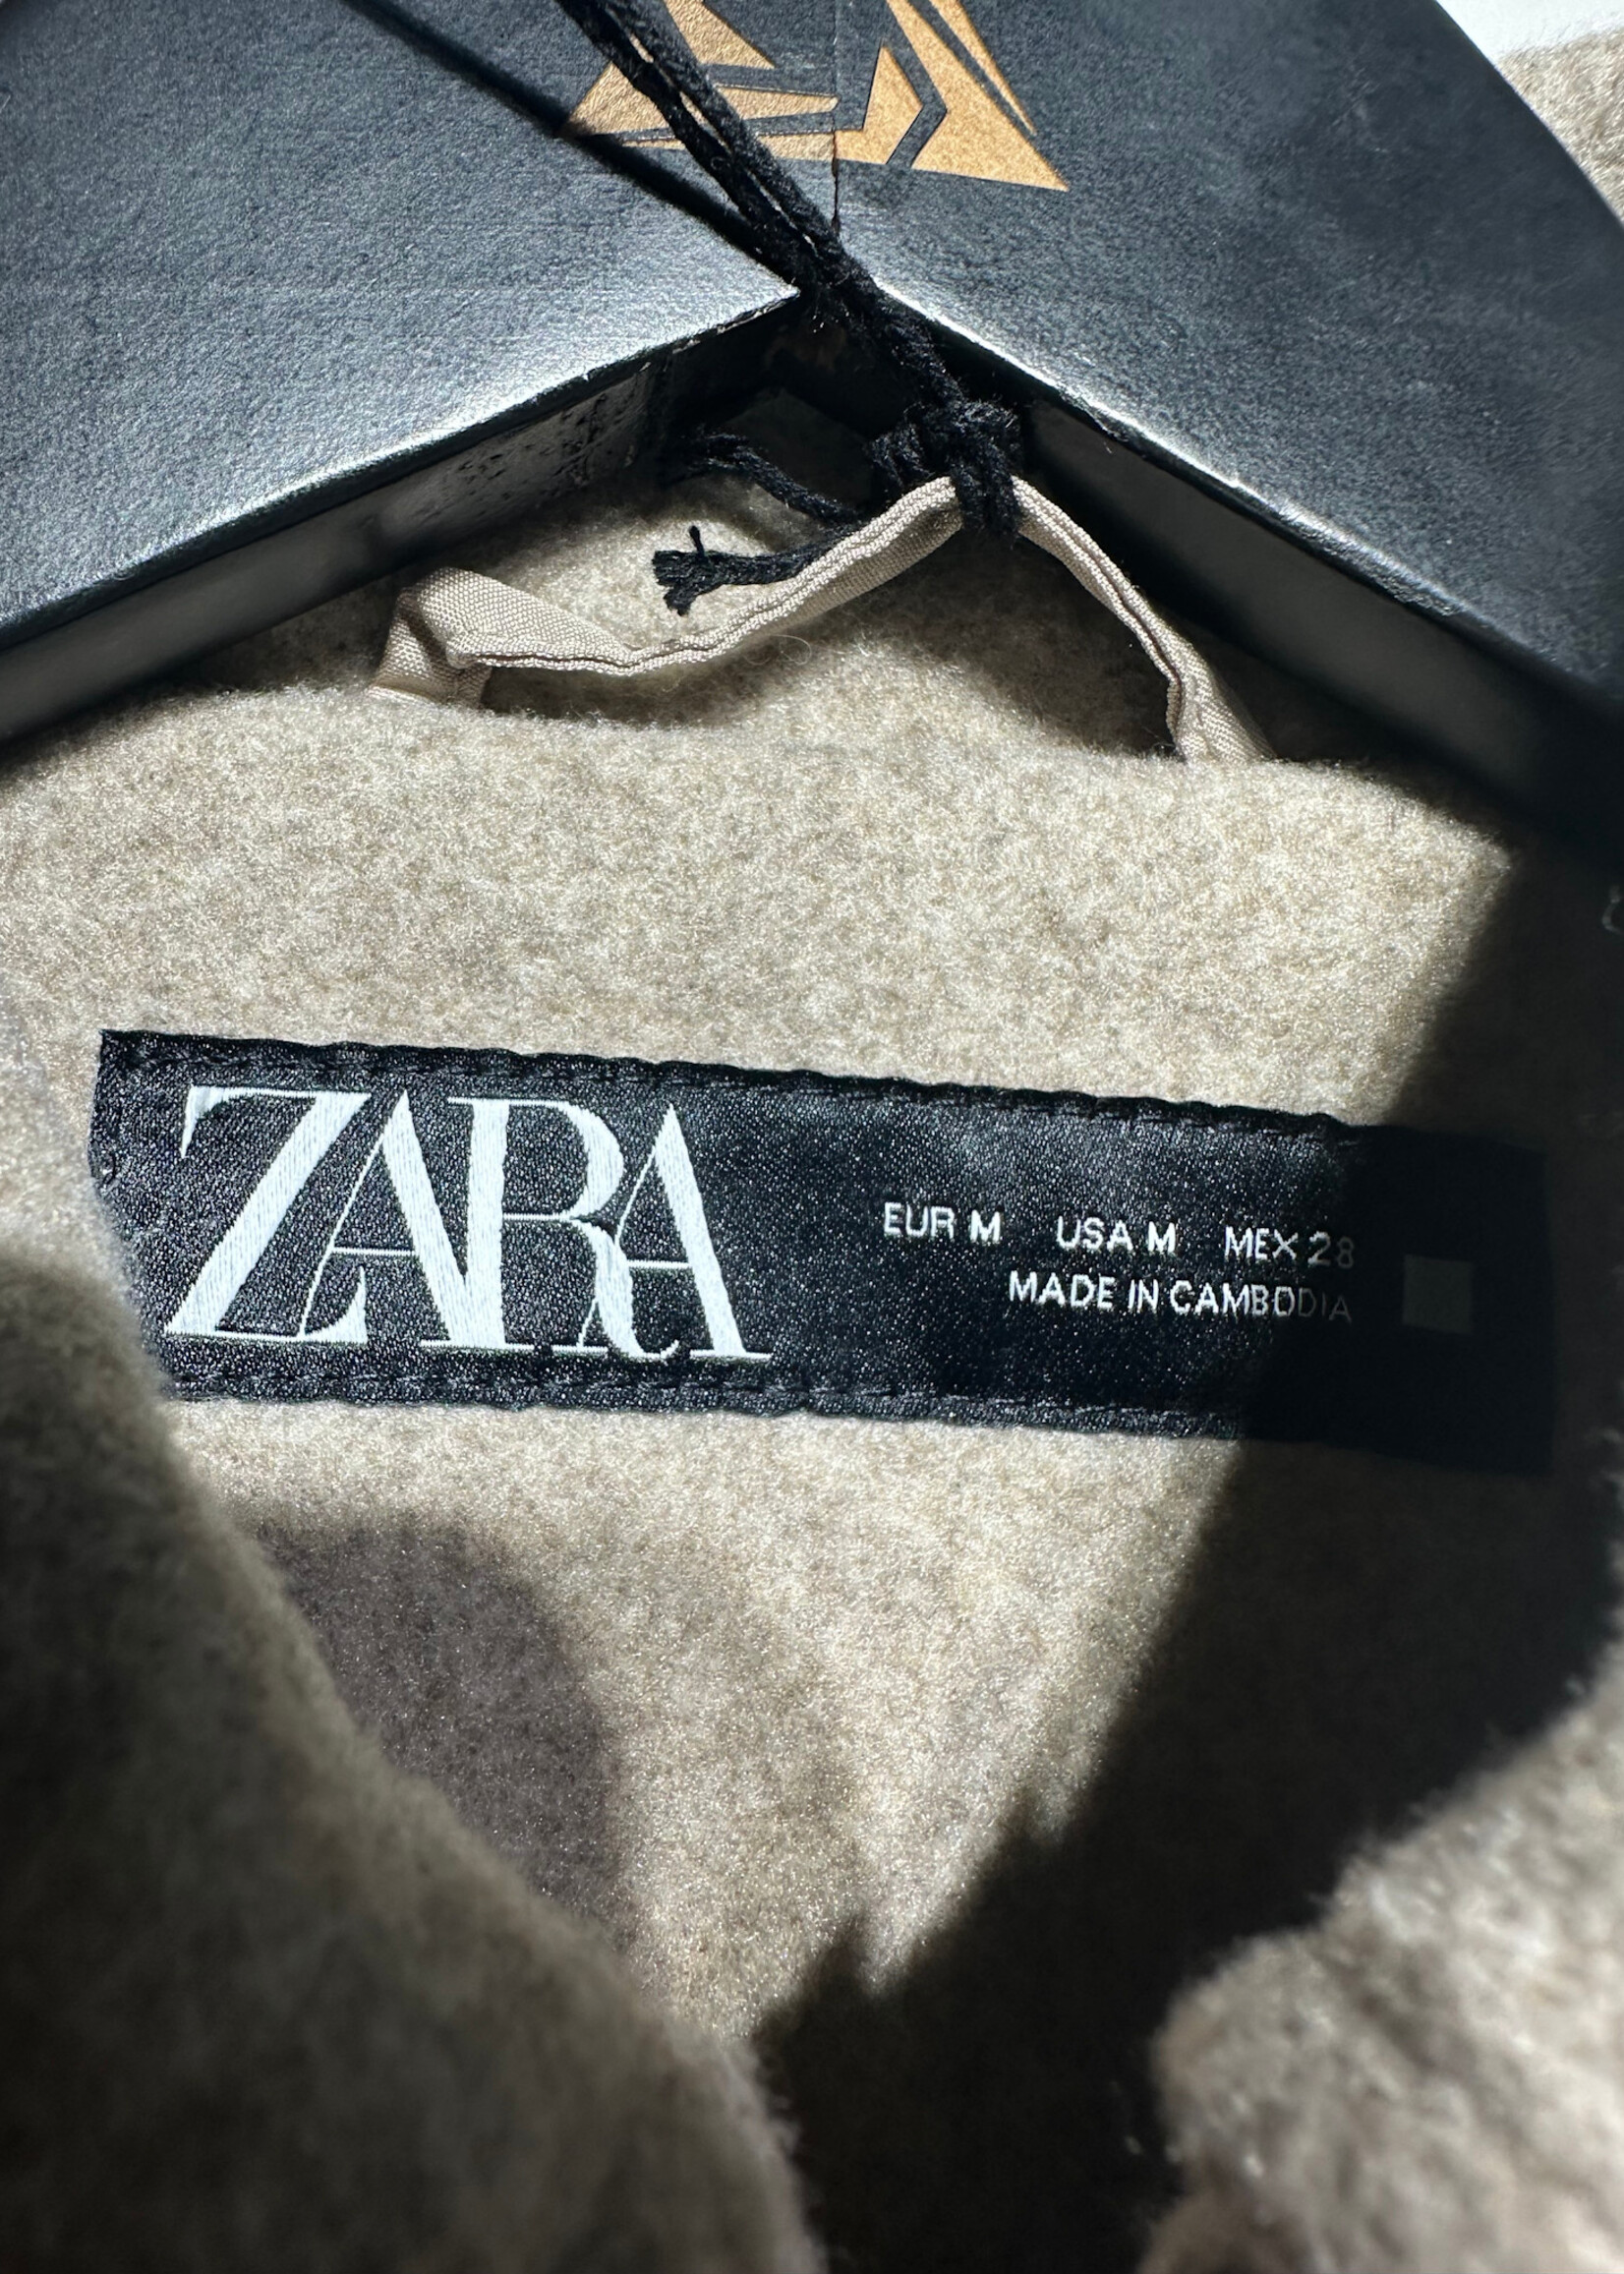 ZARA
EUR M USA M MEX 28
MADE IN CAMBODIA